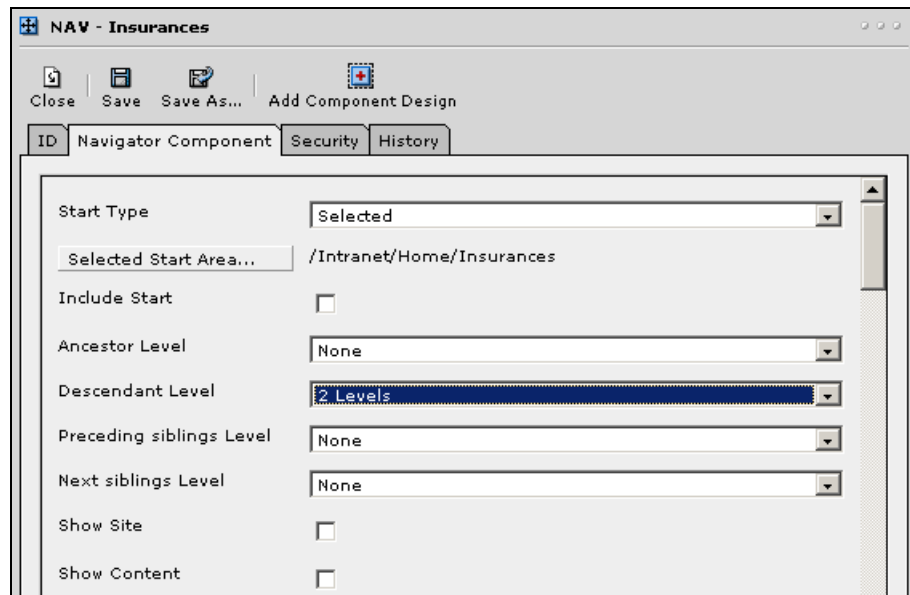 NAV - Insurances
Close Save Save As... Add Component Design
ID Navigator Component Security History
Start Type Selected
Selected Start Area... /Intranet/Home/Insurances
Include Start
Ancestor Level None
Descendant Level 2 Levels
Preceding siblings Level None
Next siblings Level None
Show Site
Show Content